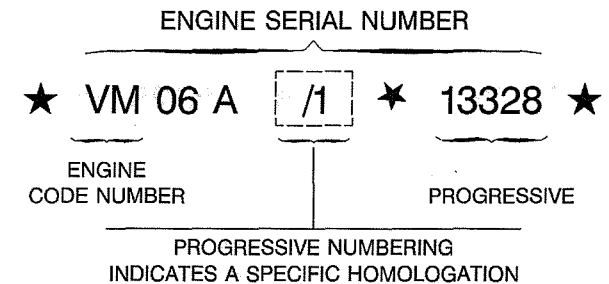 ENGINE SERIAL NUMBER
★ VM 06 A /1 ★ 13328 ★
ENGINE
CODE NUMBER
PROGRESSIVE
PROGRESSIVE NUMBERING
INDICATES A SPECIFIC HOMOLOGATION